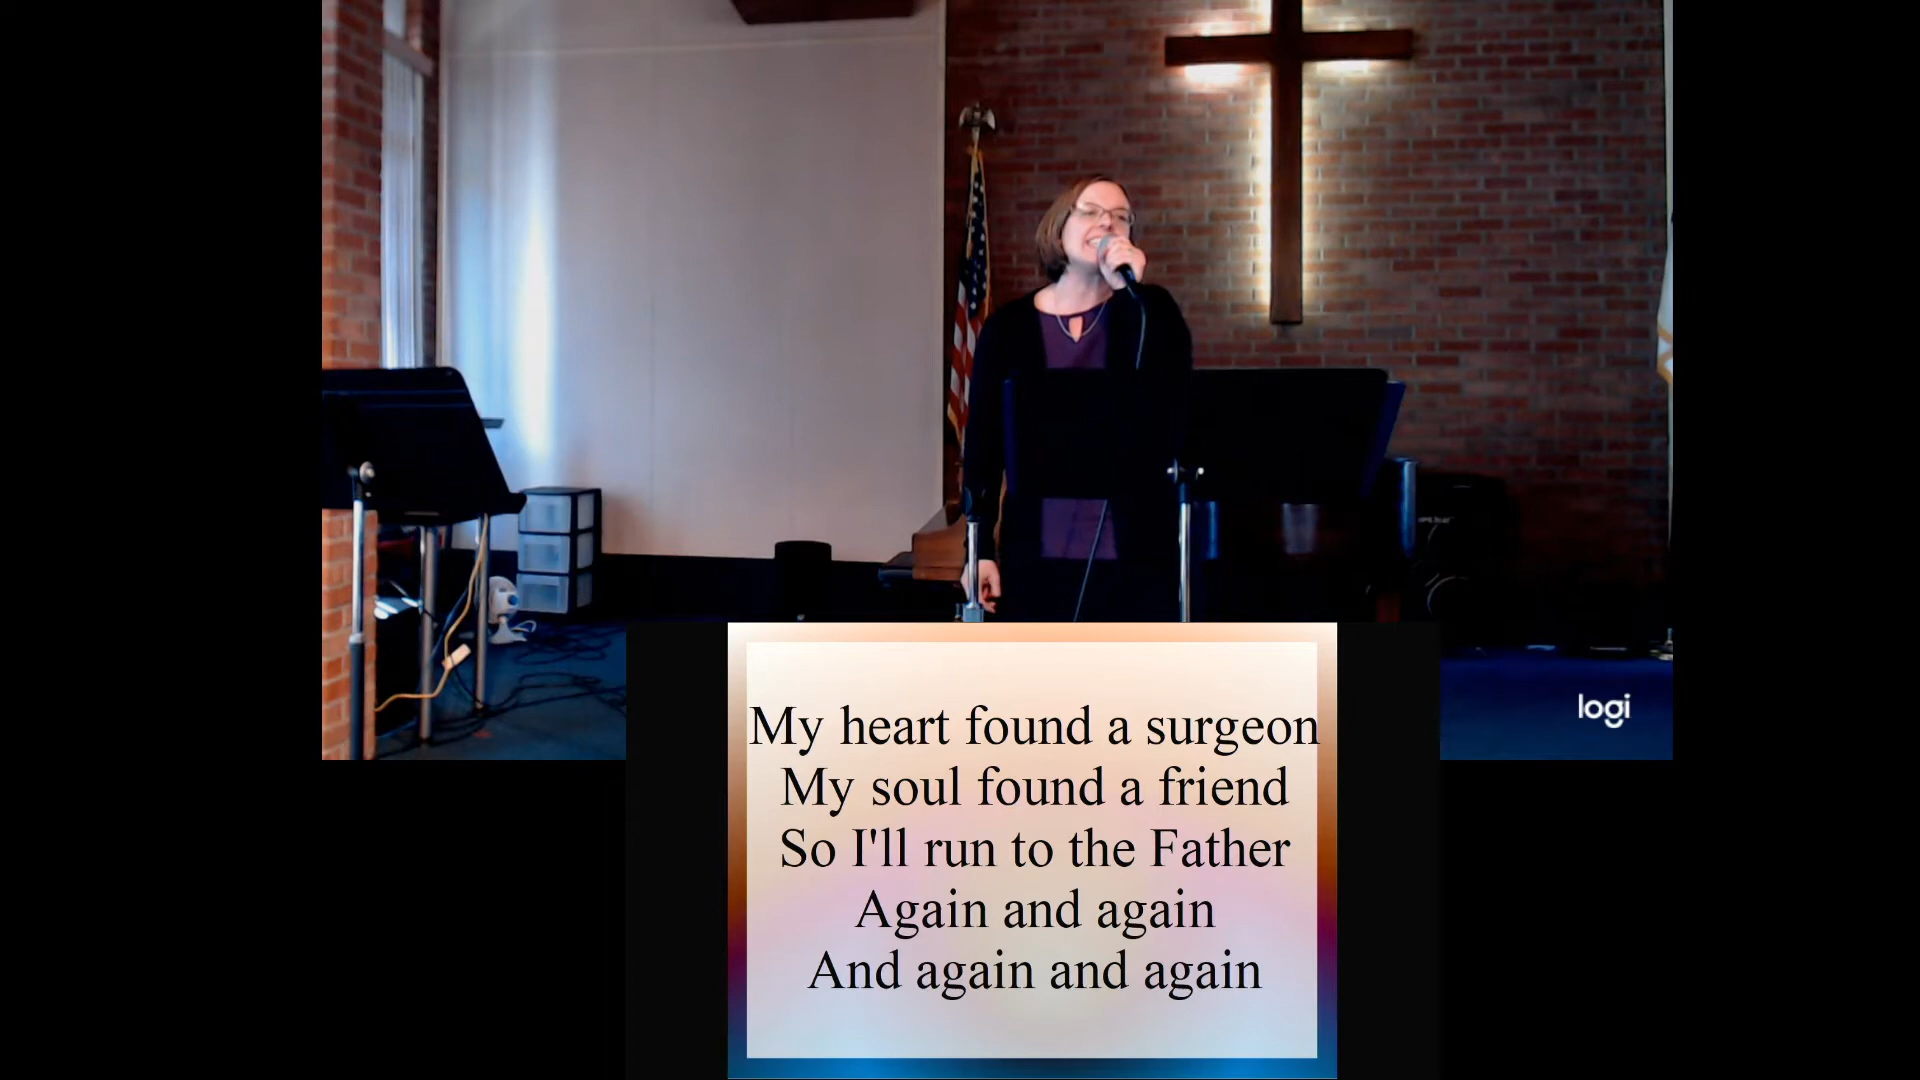 My heart found a surgeon
My soul found a friend
So I'll run to the Father
Again and again
And again and again
logi